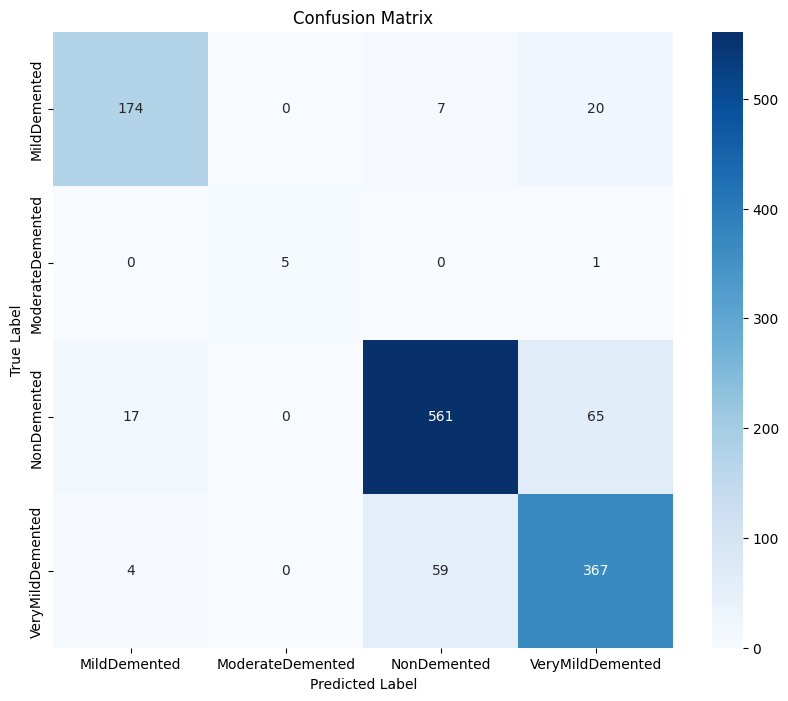 Confusion Matrix
True Label
MildDemented
174 0 7 20
ModerateDemented
0 5 0 1
NonDemented
17 0 561 65
VeryMildDemented
4 0 59 367
MildDemented ModerateDemented NonDemented VeryMildDemented
Predicted Label
500
400
300
200
100
0